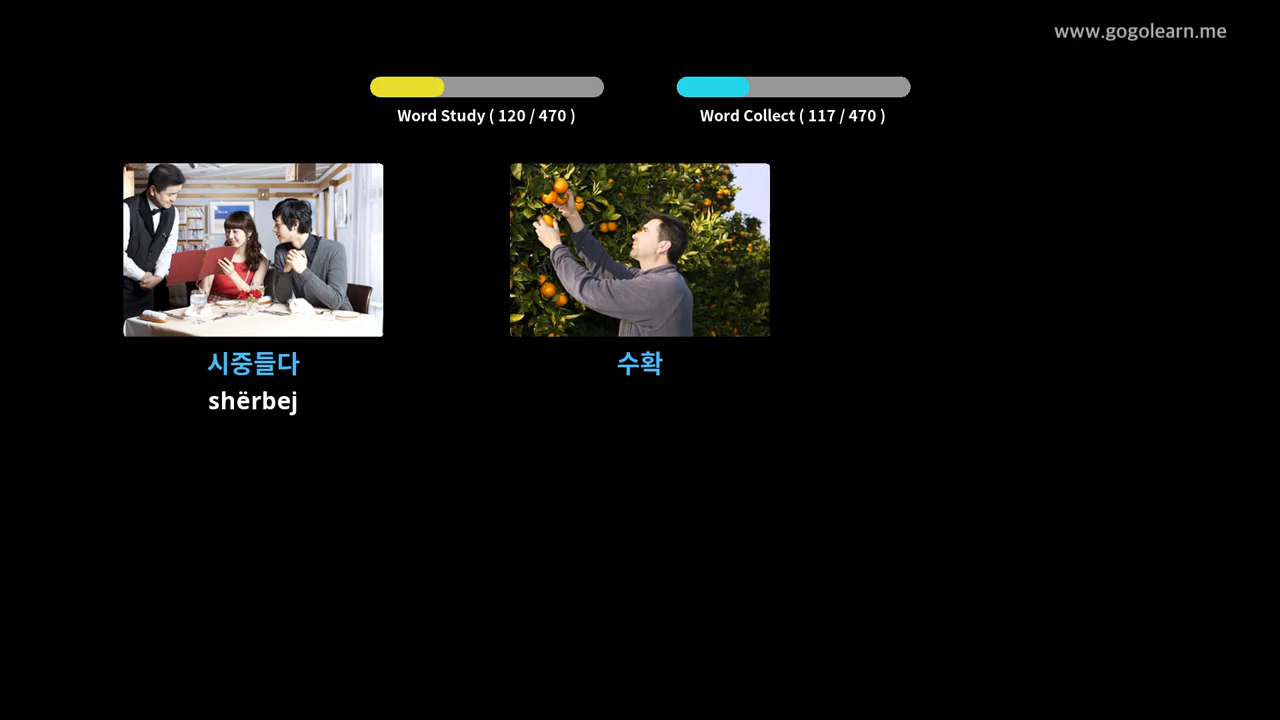 www.gogolearn.me
Word Study ( 120 / 470 )
Word Collect ( 117 / 470 )
시중들다
shërbej
수확